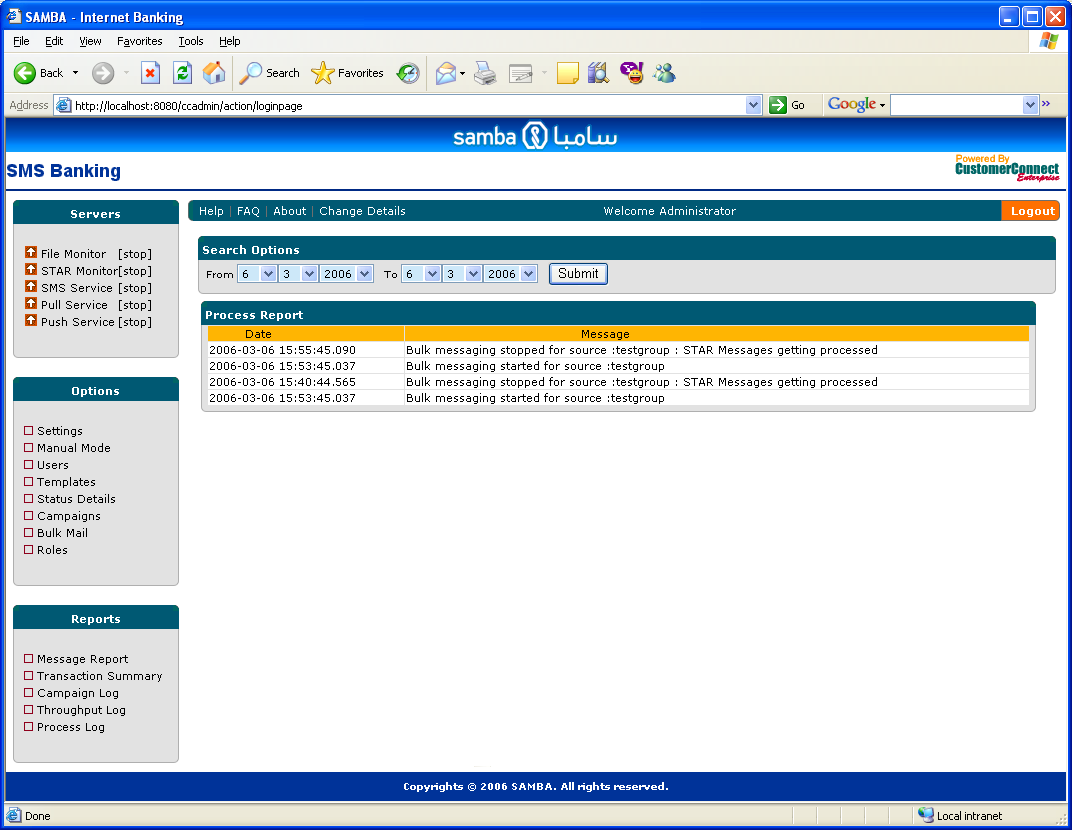 SAMBA - Internet Banking
File Edit View Favorites Tools Help
Back Search Favorites
Address http://localhost:8080/ccadmin/action/loginpage Go Google »
samba سامبا
SMS Banking
Powered By
CustomerConnect
Enterprise
Servers
File Monitor [stop]
STAR Monitor[stop]
SMS Service [stop]
Pull Service [stop]
Push Service [stop]
Options
Settings
Manual Mode
Users
Templates
Status Details
Campaigns
Bulk Mail
Roles
Reports
Message Report
Transaction Summary
Campaign Log
Throughput Log
Process Log
Help | FAQ | About | Change Details Welcome Administrator Logout
Search Options
From 6 3 2006 To 6 3 2006 Submit
Process Report
Date Message
2006-03-06 15:55:45.090 Bulk messaging stopped for source :testgroup : STAR Messages getting processed
2006-03-06 15:53:45.037 Bulk messaging started for source :testgroup
2006-03-06 15:40:44.565 Bulk messaging stopped for source :testgroup : STAR Messages getting processed
2006-03-06 15:53:45.037 Bulk messaging started for source :testgroup
Copyrights © 2006 SAMBA. All rights reserved.
Done Local intranet